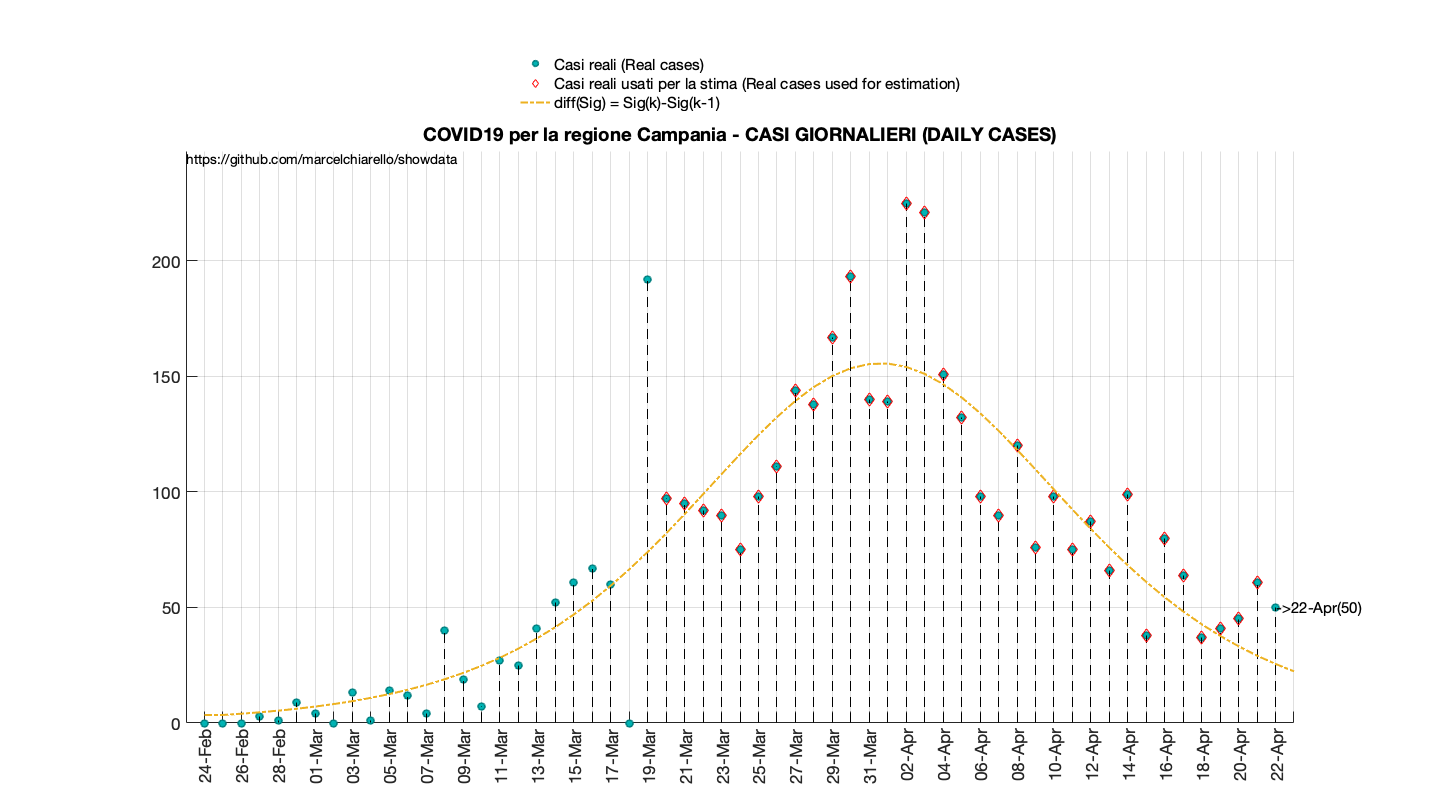 Casi reali (Real cases)
Casi reali usati per la stima (Real cases used for estimation)
diff(Sig) = Sig(k)-Sig(k-1)
COVID19 per la regione Campania - CASI GIORNALIERI (DAILY CASES)
https://github.com/marcelchiarello/showdata
200
150
100
50
0
->22-Apr(50)
24-Feb
26-Feb
28-Feb
01-Mar
03-Mar
05-Mar
07-Mar
09-Mar
11-Mar
13-Mar
15-Mar
17-Mar
19-Mar
21-Mar
23-Mar
25-Mar
27-Mar
29-Mar
31-Mar
02-Apr
04-Apr
06-Apr
08-Apr
10-Apr
12-Apr
14-Apr
16-Apr
18-Apr
20-Apr
22-Apr